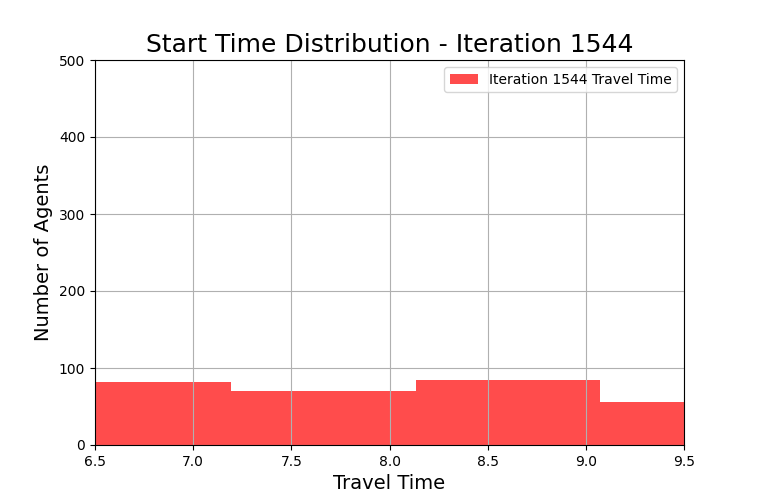 Start Time Distribution - Iteration 1544
Iteration 1544 Travel Time
Number of Agents
500
400
300
200
100
0
6.5 7.0 7.5 8.0 8.5 9.0 9.5
Travel Time